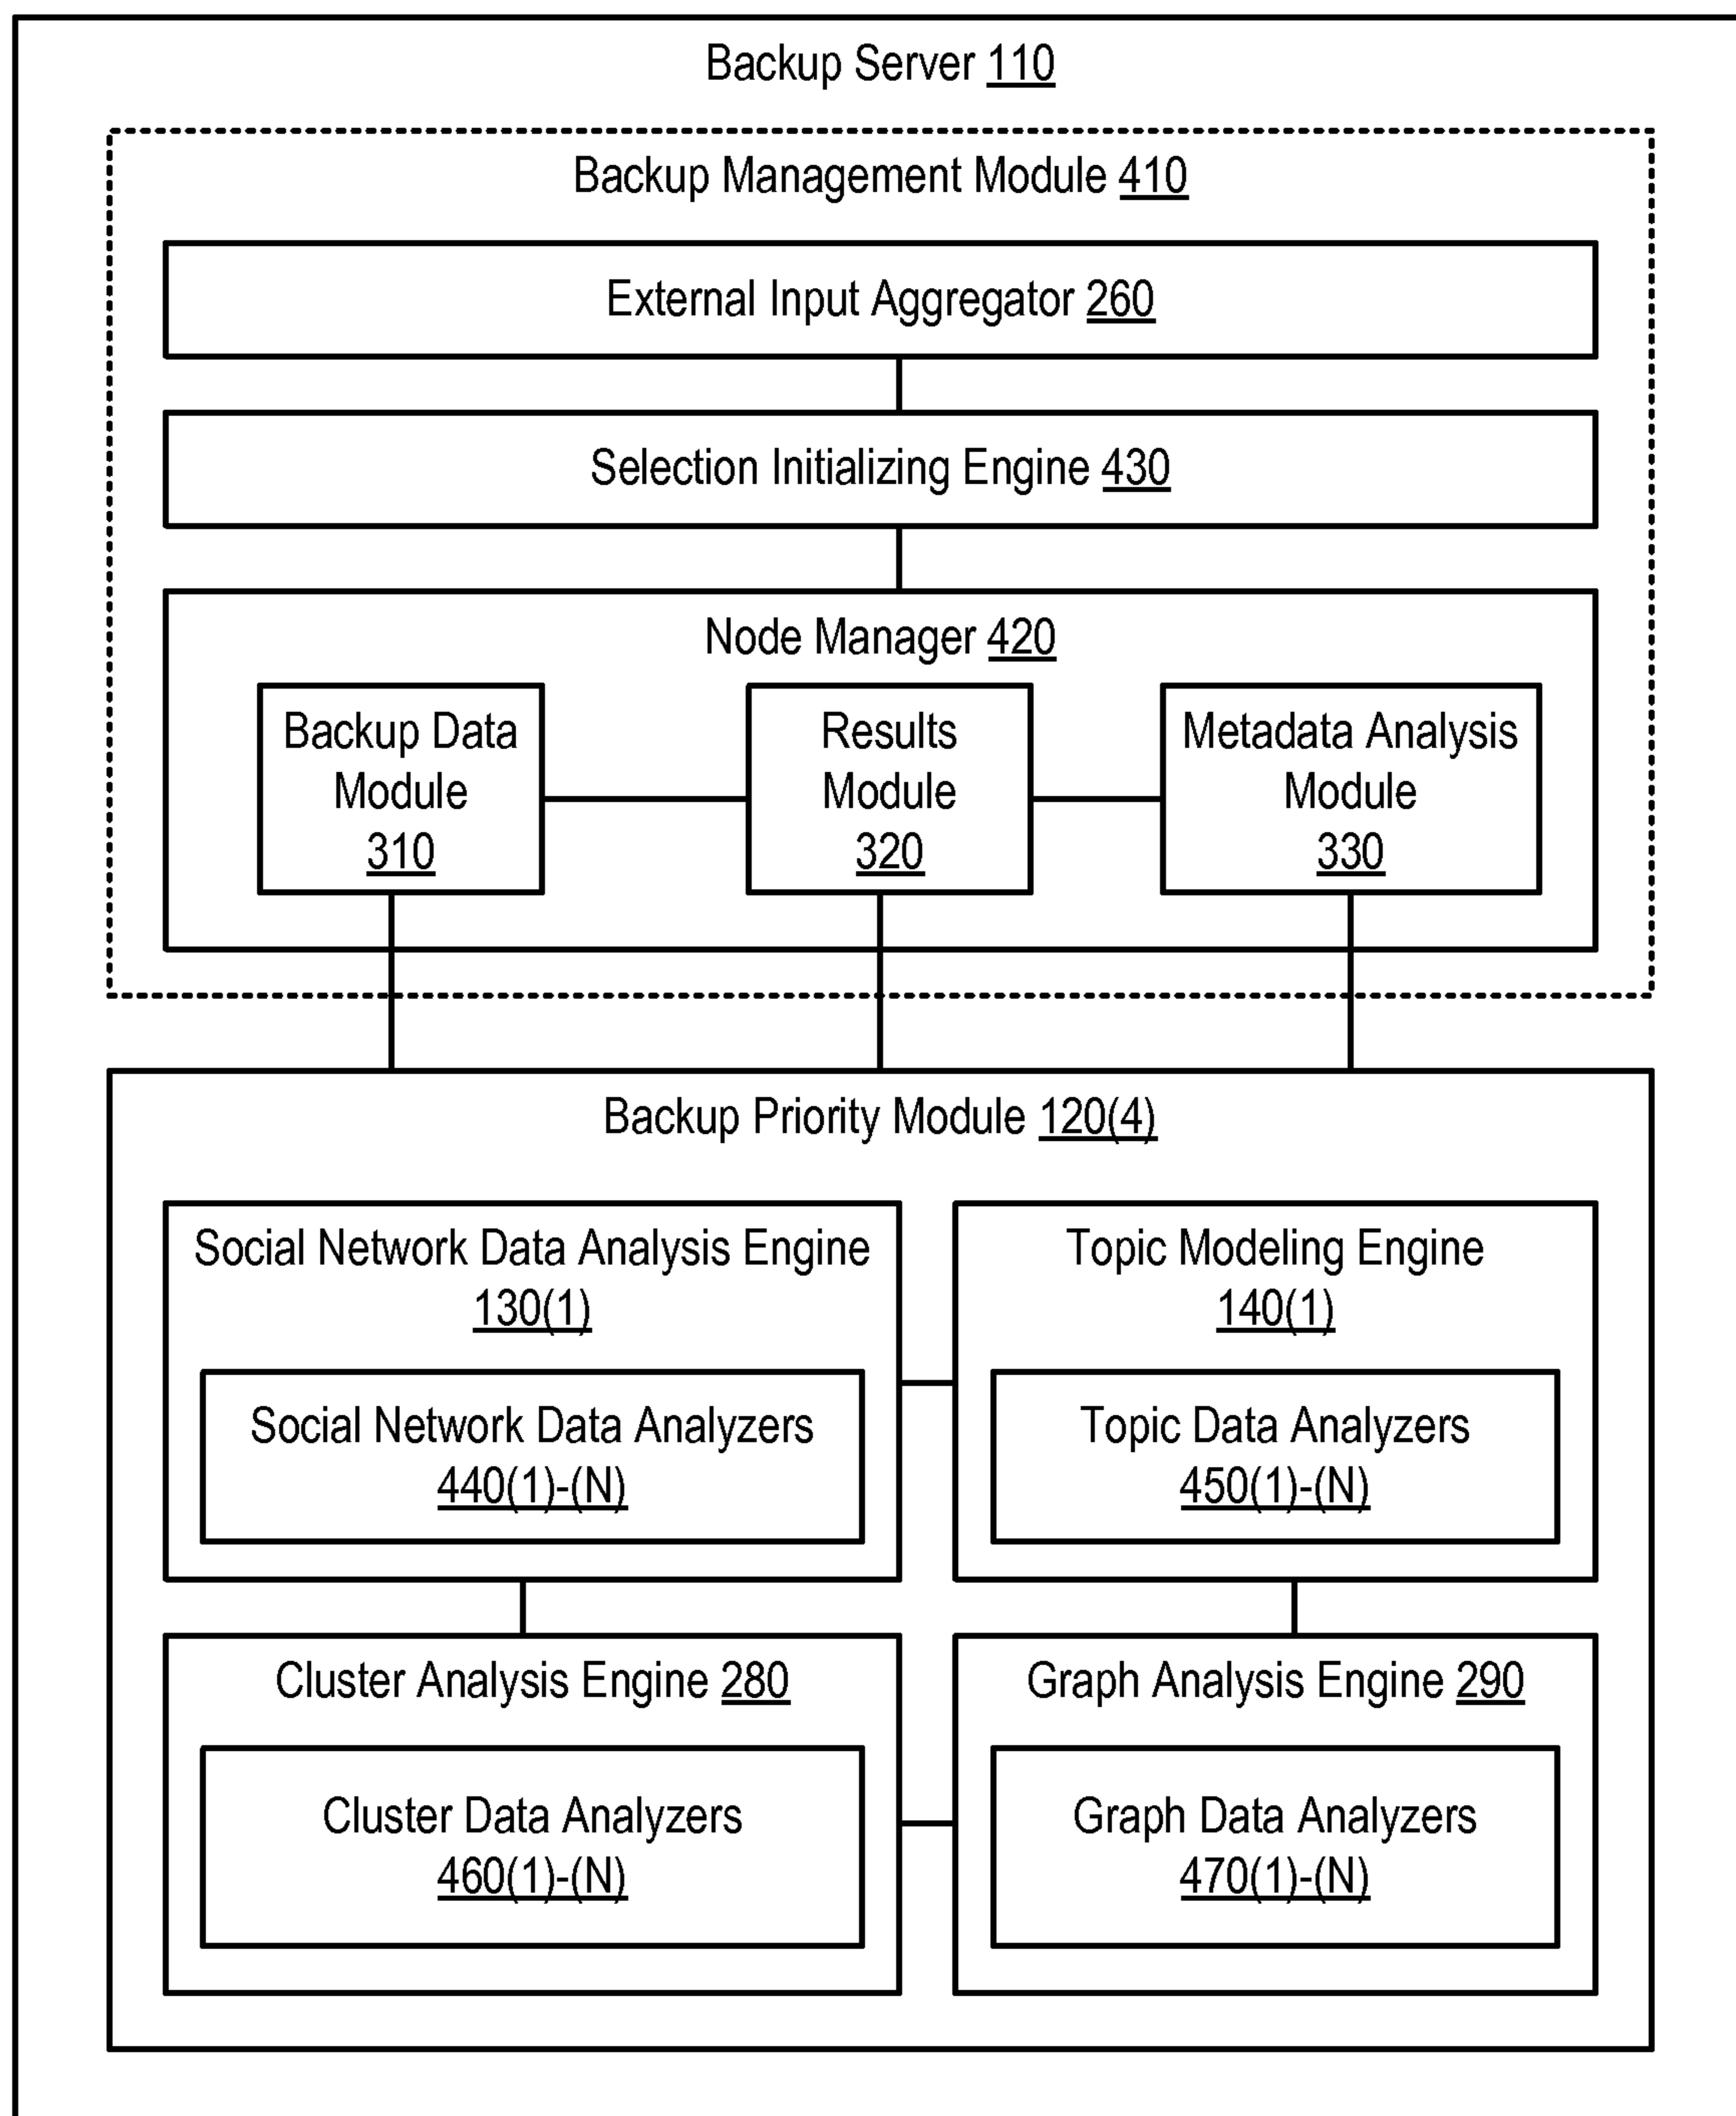 Backup Server 110
Backup Management Module 410
External Input Aggregator 260
Selection Initializing Engine 430
Node Manager 420
Backup Data
Module
310
Results
Module
320
Metadata Analysis
Module
330
Backup Priority Module 120(4)
Social Network Data Analysis Engine
130(1)
Social Network Data Analyzers
440(1)-(N)
Topic Modeling Engine
140(1)
Topic Data Analyzers
450(1)-(N)
Cluster Analysis Engine 280
Cluster Data Analyzers
460(1)-(N)
Graph Analysis Engine 290
Graph Data Analyzers
470(1)-(N)